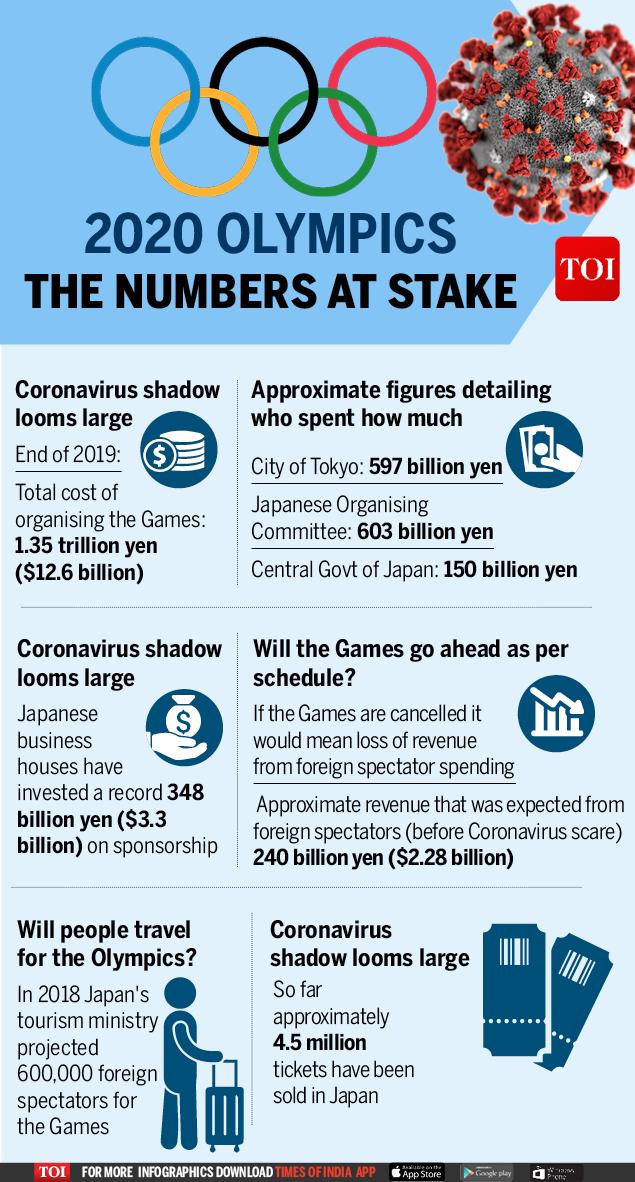 2020 OLYMPICS
THE NUMBERS AT STAKE
TOI
Coronavirus shadow
looms large
End of 2019:
$
Total cost of
organising the Games:
1.35 trillion yen
($12.6 billion)
Approximate figures detailing
who spent how much
City of Tokyo: 597 billion yen
Japanese Organising
Committee: 603 billion yen
Central Govt of Japan: 150 billion yen
Coronavirus shadow
looms large
$
Japanese
business
houses have
invested a record 348
billion yen ($3.3
billion) on sponsorship
Will the Games go ahead as per
schedule?
If the Games are cancelled it
would mean loss of revenue
from foreign spectator spending
Approximate revenue that was expected from
foreign spectators (before Coronavirus scare)
240 billion yen ($2.28 billion)
Will people travel
for the Olympics?
In 2018 Japan's
tourism ministry
projected
600,000 foreign
spectators for
the Games
Coronavirus
shadow looms large
So far
approximately
4.5 million
tickets have been
sold in Japan
TOI FOR MORE INFOGRAPHICS DOWNLOAD TIMES OF INDIA APP
Available on the
App Store
Google play
Windows
Phone